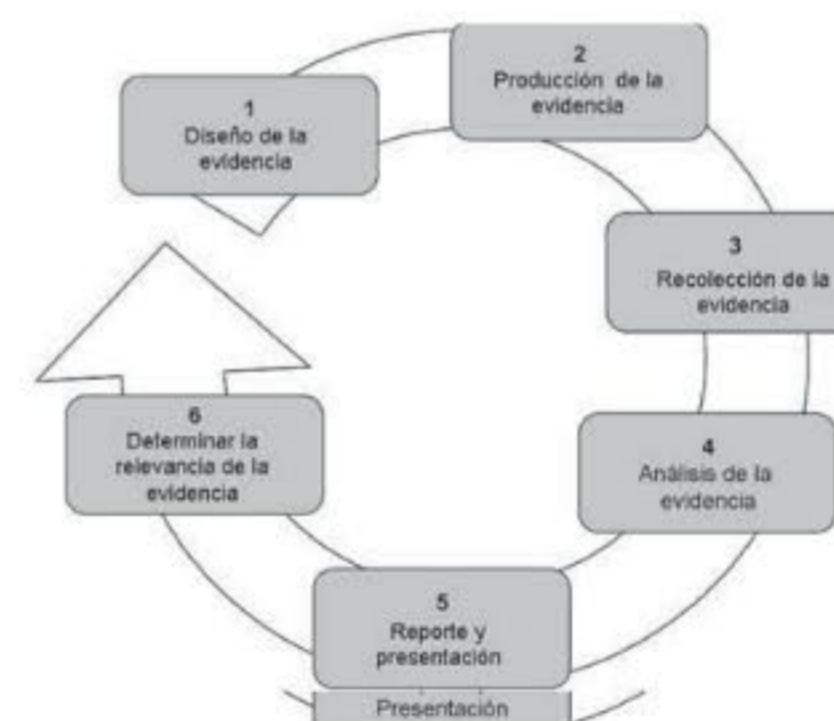 1
Diseño de la
evidencia
2
Producción de la
evidencia
3
Recolección de la
evidencia
4
Análisis de la
evidencia
5
Reporte y
presentación
Presentación
6
Determinar la
relevancia de la
evidencia